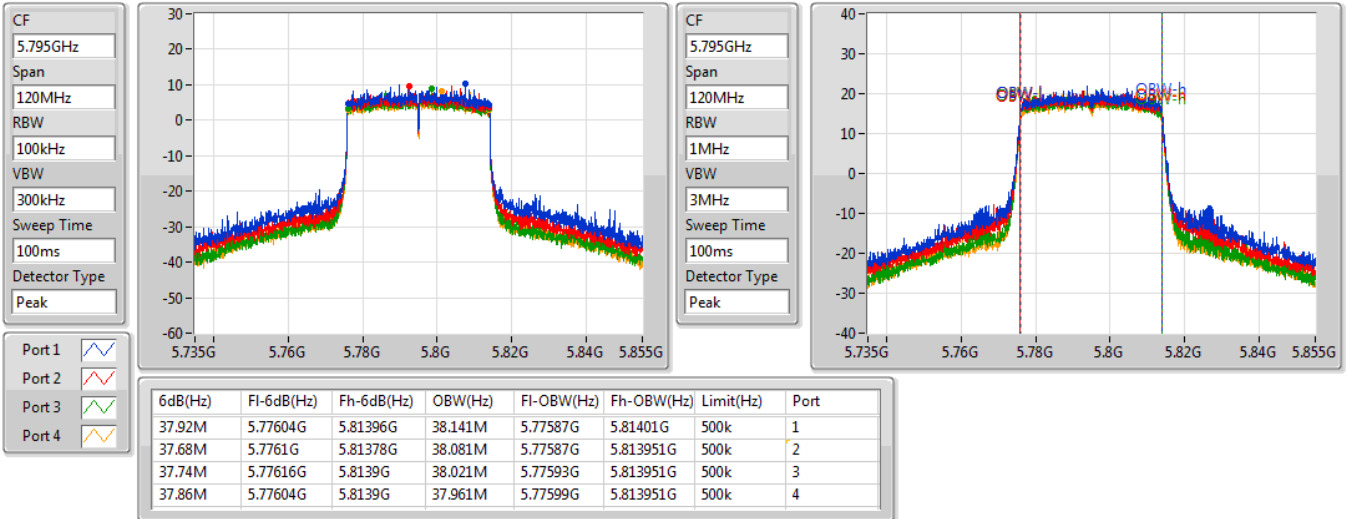 CF
5.795GHz
Span
120MHz
RBW
100kHz
VBW
300kHz
Sweep Time
100ms
Detector Type
Peak
30
20
10
0
-10
-20
-30
-40
-50
-60
5.735G 5.76G 5.78G 5.8G 5.82G 5.84G 5.855G
CF
5.795GHz
Span
120MHz
RBW
1MHz
VBW
3MHz
Sweep Time
100ms
Detector Type
Peak
40
30
20
10
0
-10
-20
-30
-40
OBW-l OBW-h
5.735G 5.76G 5.78G 5.8G 5.82G 5.84G 5.855G
Port 1
Port 2
Port 3
Port 4
6dB(Hz) Fl-6dB(Hz) Fh-6dB(Hz) OBW(Hz) Fl-OBW(Hz) Fh-OBW(Hz) Limit(Hz) Port
37.92M 5.77604G 5.81396G 38.141M 5.77587G 5.81401G 500k 1
37.68M 5.7761G 5.81378G 38.081M 5.77587G 5.813951G 500k 2
37.74M 5.77616G 5.8139G 38.021M 5.77593G 5.813951G 500k 3
37.86M 5.77604G 5.8139G 37.961M 5.77599G 5.813951G 500k 4